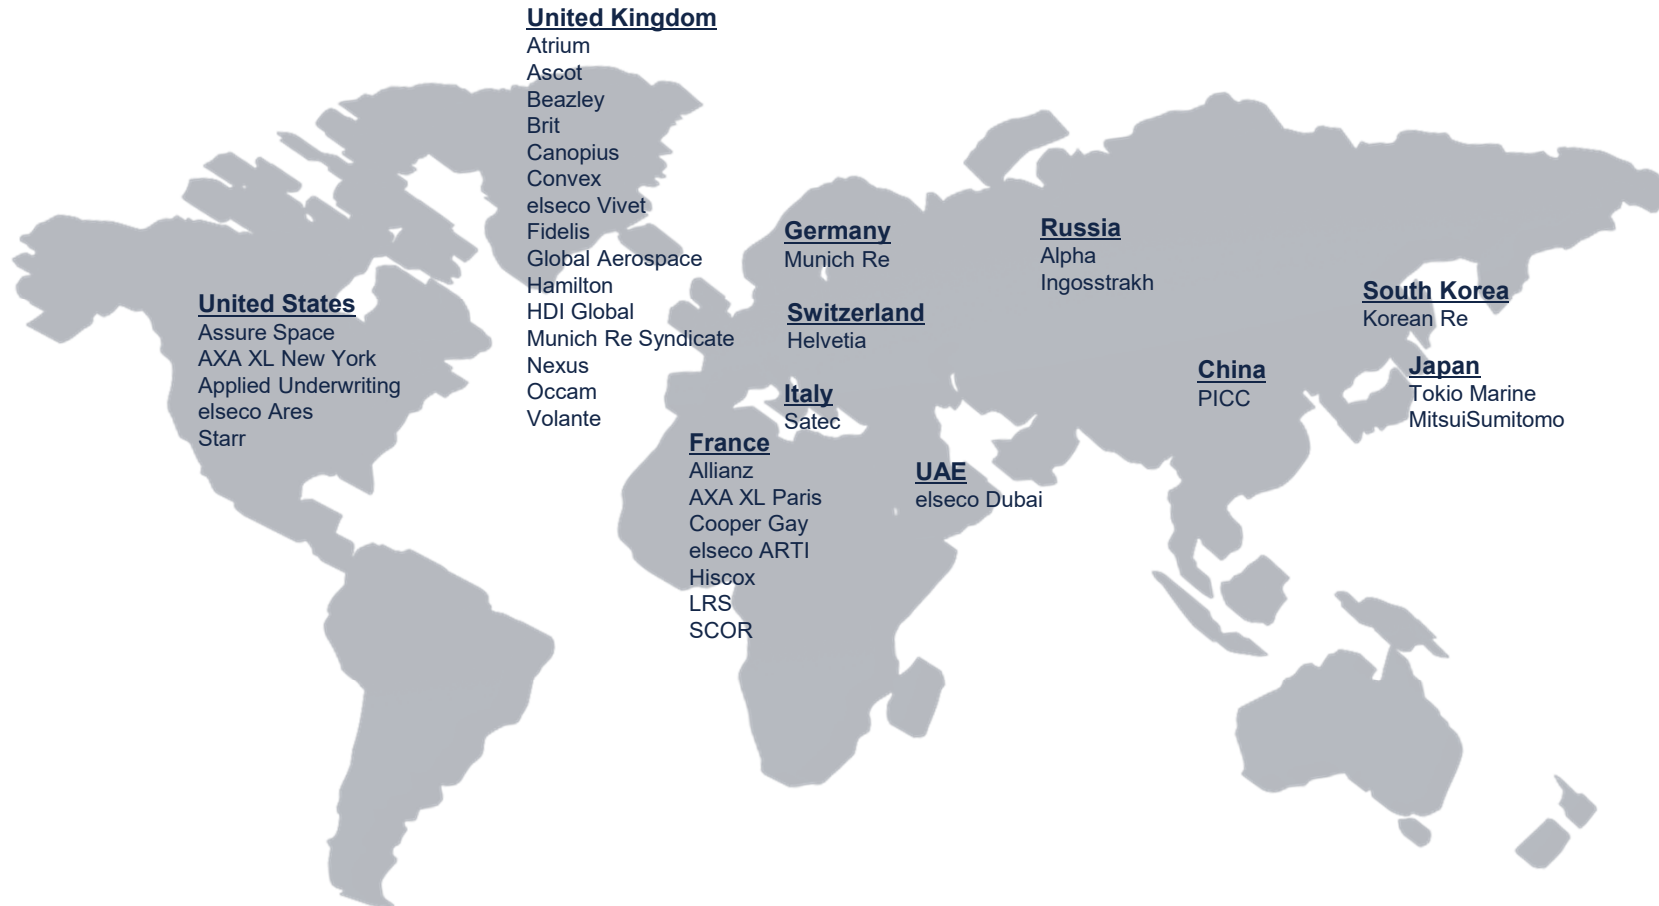 United Kingdom
Atrium
Ascot
Beazley
Brit
Canopius
Convex
elseco Vivet
Fidelis
Global Aerospace
Hamilton
HDI Global
Munich Re Syndicate
Nexus
Occam
Volante
United States
Assure Space
AXA XL New York
Applied Underwriting
elseco Ares
Starr
Germany
Munich Re
Switzerland
Helvetia
Italy
Satec
France
Allianz
AXA XL Paris
Cooper Gay
elseco ARTI
Hiscox
LRS
SCOR
UAE
elseco Dubai
Russia
Alpha
Ingosstrakh
China
PICC
South Korea
Korean Re
Japan
Tokio Marine
MitsuiSumitomo